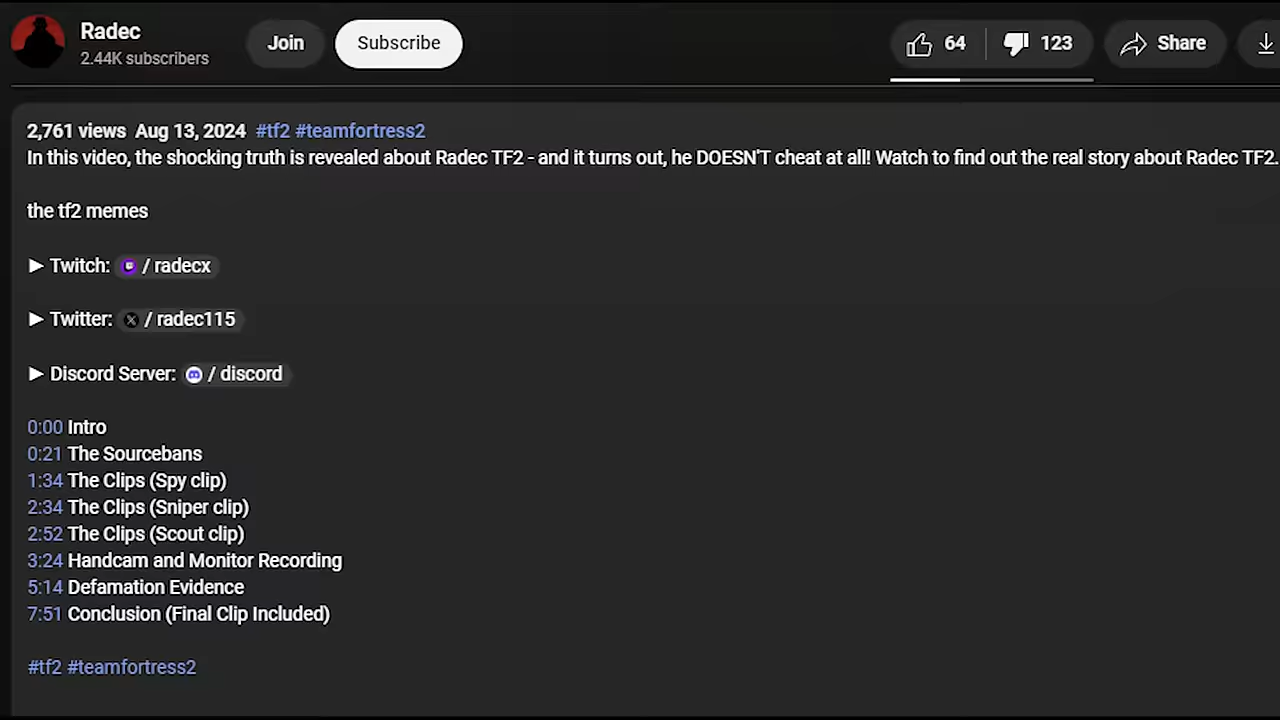 Radec
2.44K subscribers
Join
Subscribe
64
123
Share
2,761 views Aug 13, 2024 #tf2 #teamfortress2
In this video, the shocking truth is revealed about Radec TF2 - and it turns out, he DOESN'T cheat at all! Watch to find out the real story about Radec TF2.
the tf2 memes
► Twitch: / radecx
► Twitter: / radec115
► Discord Server: / discord
0:00 Intro
0:21 The Sourcebans
1:34 The Clips (Spy clip)
2:34 The Clips (Sniper clip)
2:52 The Clips (Scout clip)
3:24 Handcam and Monitor Recording
5:14 Defamation Evidence
7:51 Conclusion (Final Clip Included)
#tf2 #teamfortress2